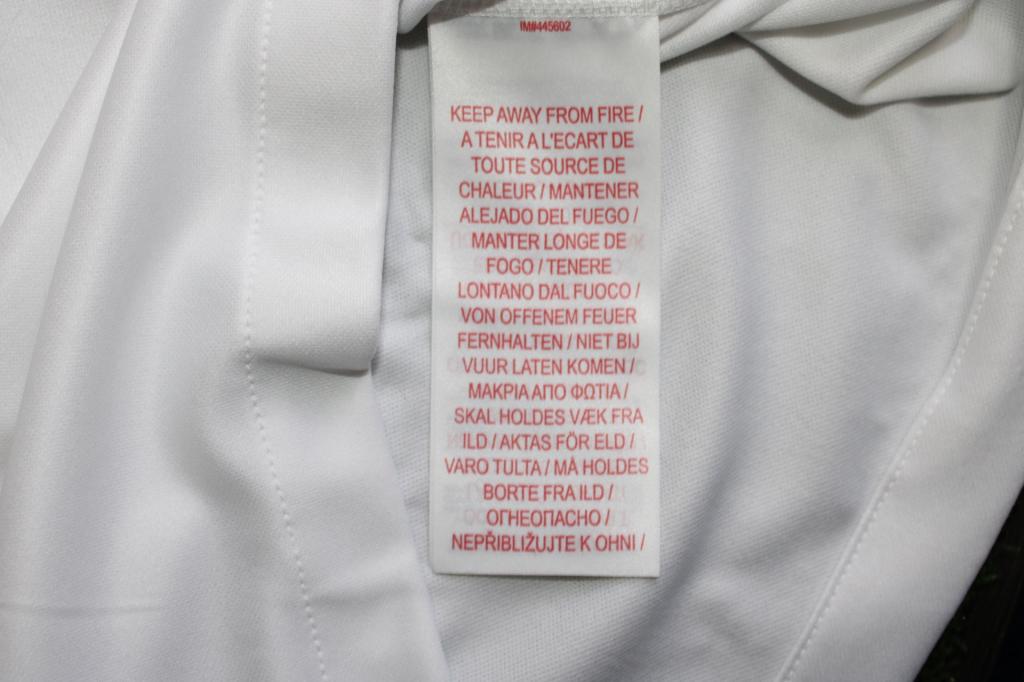 IM#445602
KEEP AWAY FROM FIRE /
A TENIR A L'ECART DE
TOUTE SOURCE DE
CHALEUR / MANTENER
ALEJADO DEL FUEGO /
MANTER LONGE DE
FOGO / TENERE
LONTANO DAL FUOCO /
VON OFFENEM FEUER
FERNHALTEN / NIET BIJ
VUUR LATEN KOMEN /
ΜΑΚΡΙΑ ΑΠΟ ΦΩΤΙΑ /
SKAL HOLDES VÆK FRA
ILD / AKTAS FÖR ELD /
VARO TULTA / MÅ HOLDES
BORTE FRA ILD /
ОГНЕОПАСНО /
NEPŘIBLIŽUJTE K OHNI /